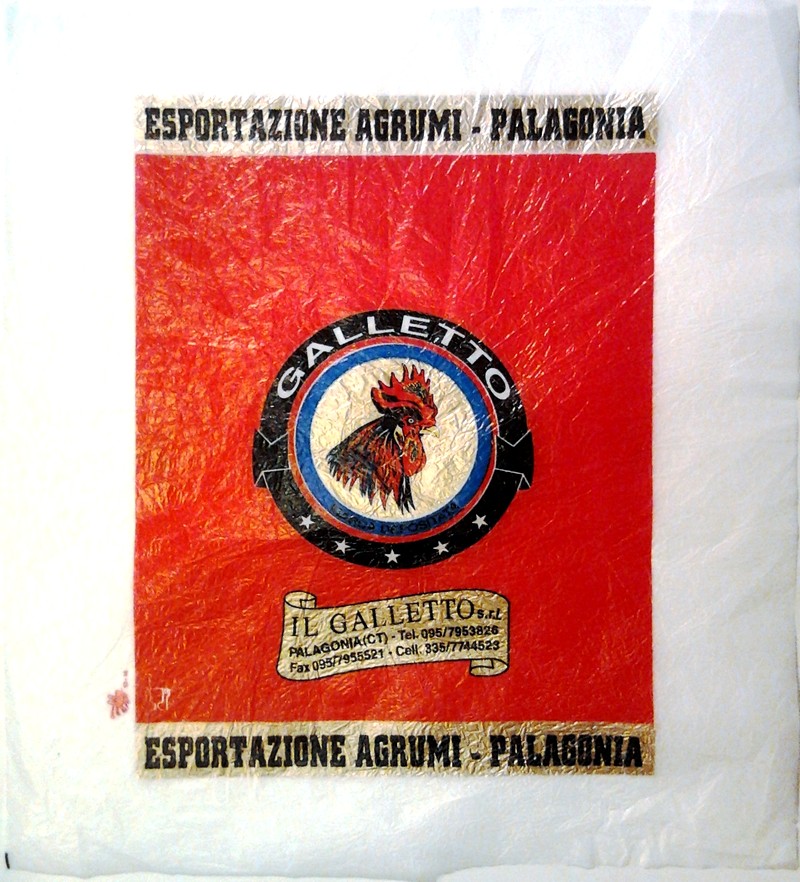 ESPORTAZIONE AGRUMI - PALAGONIA
GALLETTO
IL GALLETTO s.r.l.
PALAGONIA(CT) - Tel. 095/7953826
Fax 095/7955521 - Cell. 335/7744523
ESPORTAZIONE AGRUMI - PALAGONIA